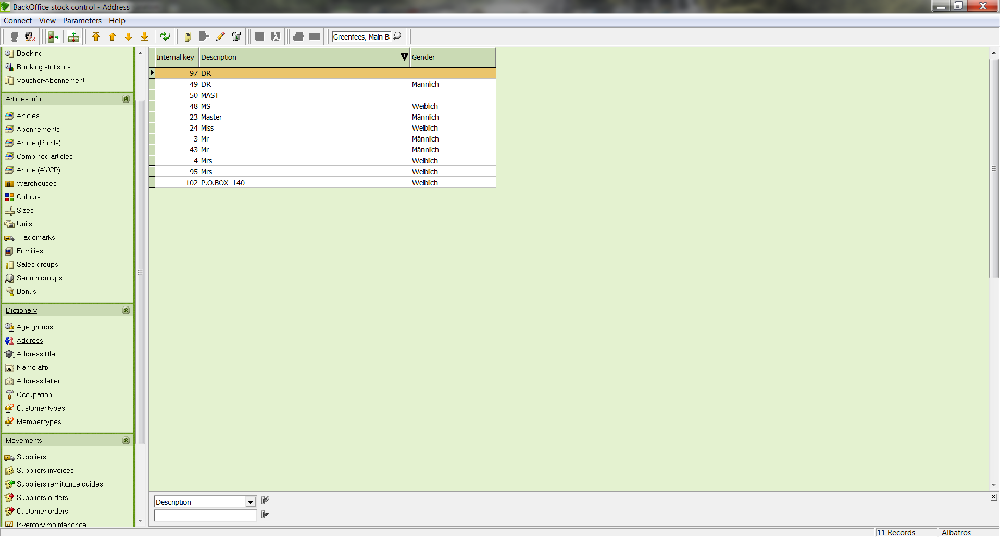 BackOffice stock control - Address
Connect View Parameters Help
Greenfees, Main B
Booking
Booking statistics
Voucher-Abonnement
Articles info
Articles
Abonnements
Article (Points)
Combined articles
Article (AYCP)
Warehouses
Colours
Sizes
Units
Trademarks
Families
Sales groups
Search groups
Bonus
Dictionary
Age groups
Address
Address title
Name affix
Address letter
Occupation
Customer types
Member types
Movements
Suppliers
Suppliers invoices
Suppliers remittance guides
Suppliers orders
Customer orders
Inventory maintenance
Internal key Description 1 Gender
97 DR
49 DR Männlich
50 MAST
48 MS Weiblich
23 Master Männlich
24 Miss Weiblich
3 Mr Männlich
43 Mr Männlich
4 Mrs Weiblich
95 Mrs Weiblich
102 P.O.BOX 140 Weiblich
Description
11 Records Albatros